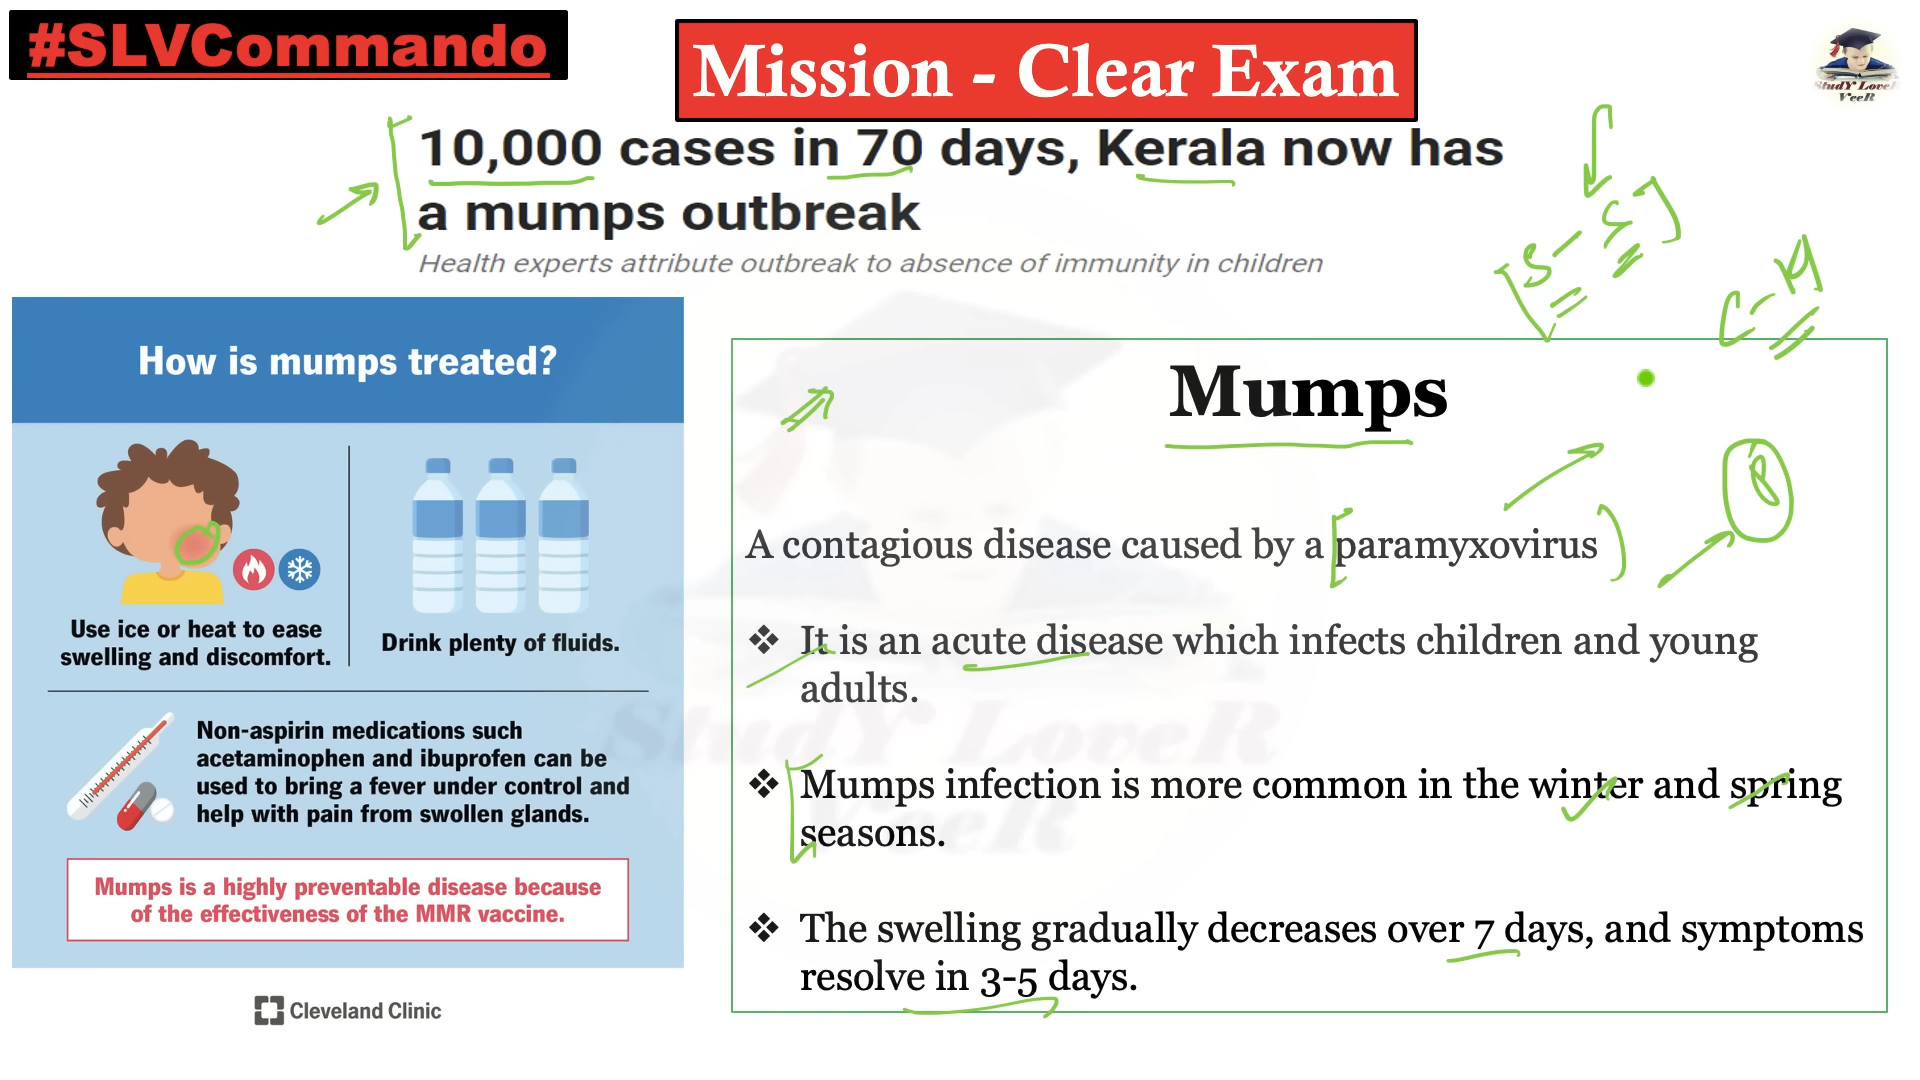 #SLVCommando
Mission - Clear Exam
StudY LoveR
VeeR
10,000 cases in 70 days, Kerala now has
a mumps outbreak
Health experts attribute outbreak to absence of immunity in children
How is mumps treated?
Use ice or heat to ease
swelling and discomfort.
Drink plenty of fluids.
Non-aspirin medications such
acetaminophen and ibuprofen can be
used to bring a fever under control and
help with pain from swollen glands.
Mumps is a highly preventable disease because
of the effectiveness of the MMR vaccine.
Cleveland Clinic
Mumps
A contagious disease caused by a paramyxovirus
❖ It is an acute disease which infects children and young
adults.
❖ Mumps infection is more common in the winter and spring
seasons.
❖ The swelling gradually decreases over 7 days, and symptoms
resolve in 3-5 days.
StudY LoveR
VeeR